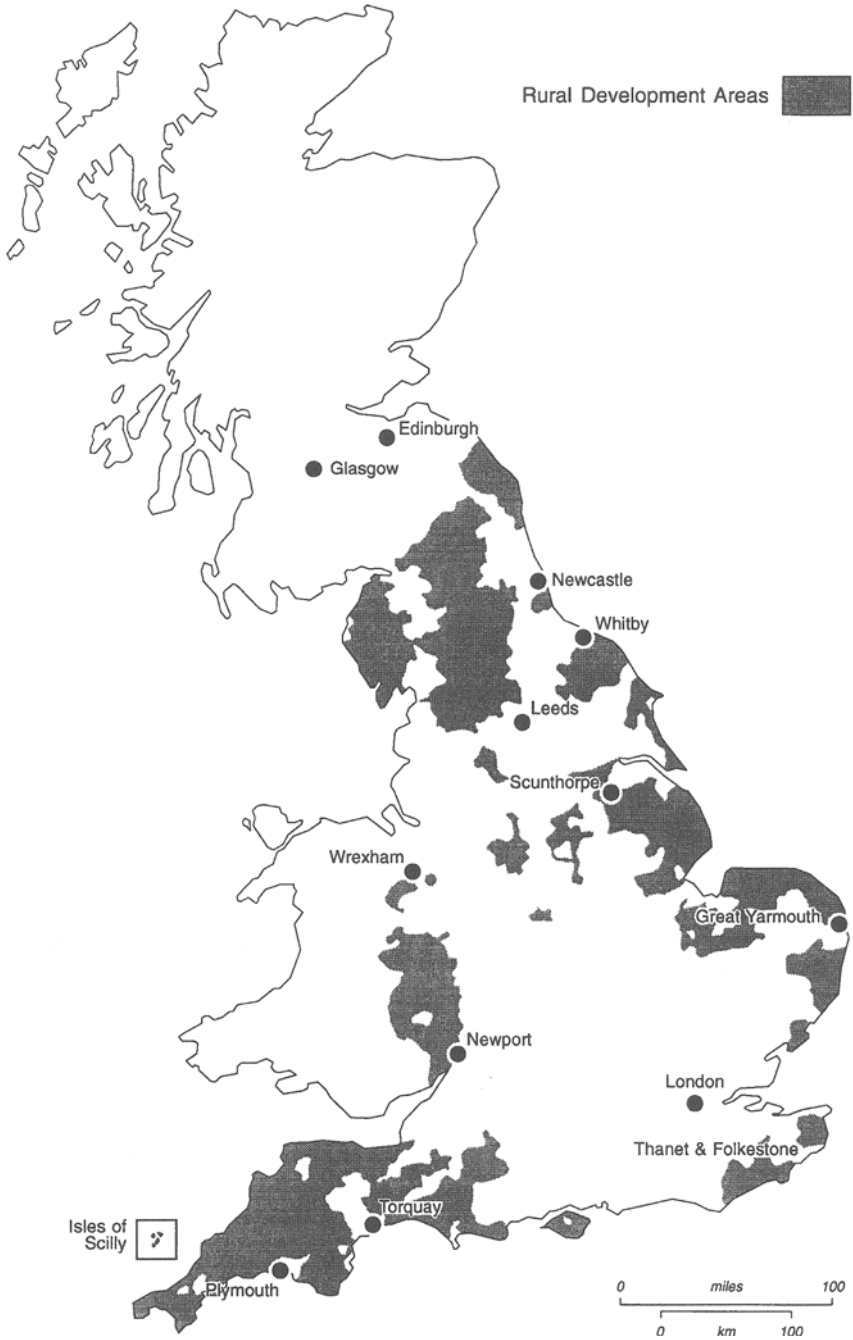 Rural Development Areas
Edinburgh
Glasgow
Newcastle
Whitby
Leeds
Scunthorpe
Wrexham
Great Yarmouth
Newport
London
Thanet & Folkestone
Torquay
Isles of
Scilly
Plymouth
0 miles 100
0 km 100